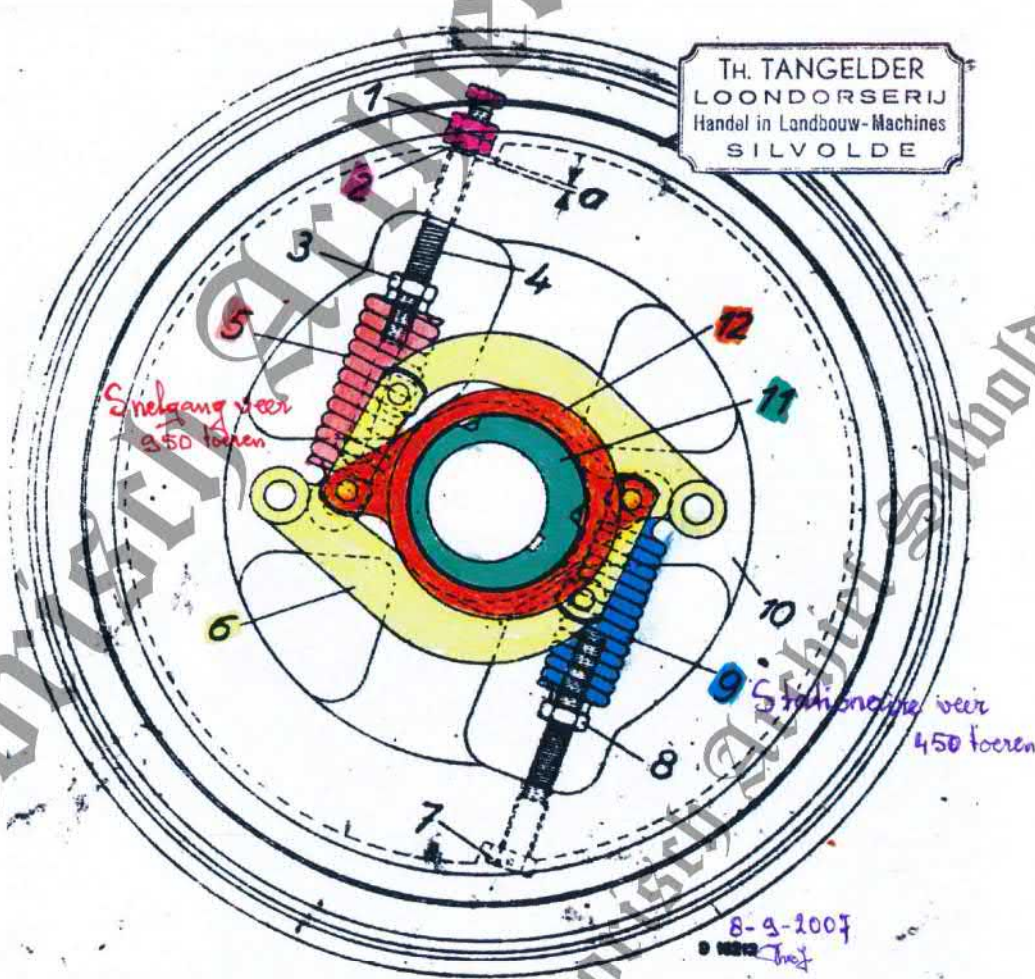 TH. TANGELDER
LOONDORSERIJ
Handel in Landbouw-Machines
SILVOLDE
1
2
a
3
4
5
12
11
Snelgang veer
950 toeren
6
10
9
Stationaire veer
450 toeren
8
7
8-9-2007